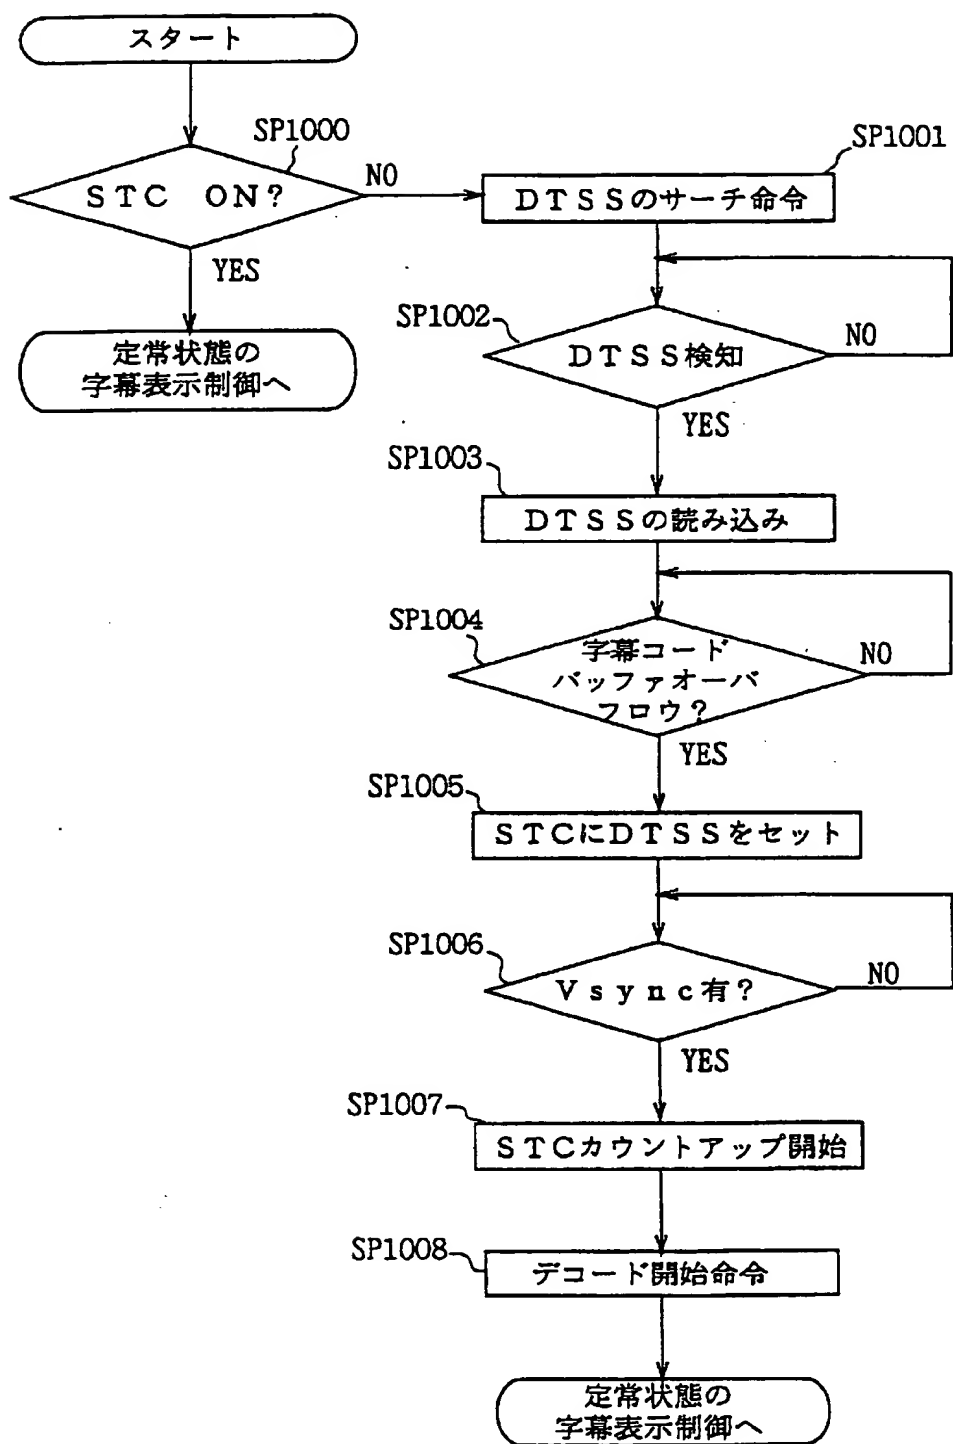 スタート
SP1000
STC ON?
NO
SP1001
DTSSのサーチ命令
YES
定常状態の
字幕表示制御へ
SP1002
DTSS検知
NO
YES
SP1003
DTSSの読み込み
SP1004
字幕コード
バッファオーバ
フロウ?
NO
YES
SP1005
STCにDTSSをセット
SP1006
Vsync有?
NO
YES
SP1007
STCカウントアップ開始
SP1008
デコード開始命令
定常状態の
字幕表示制御へ